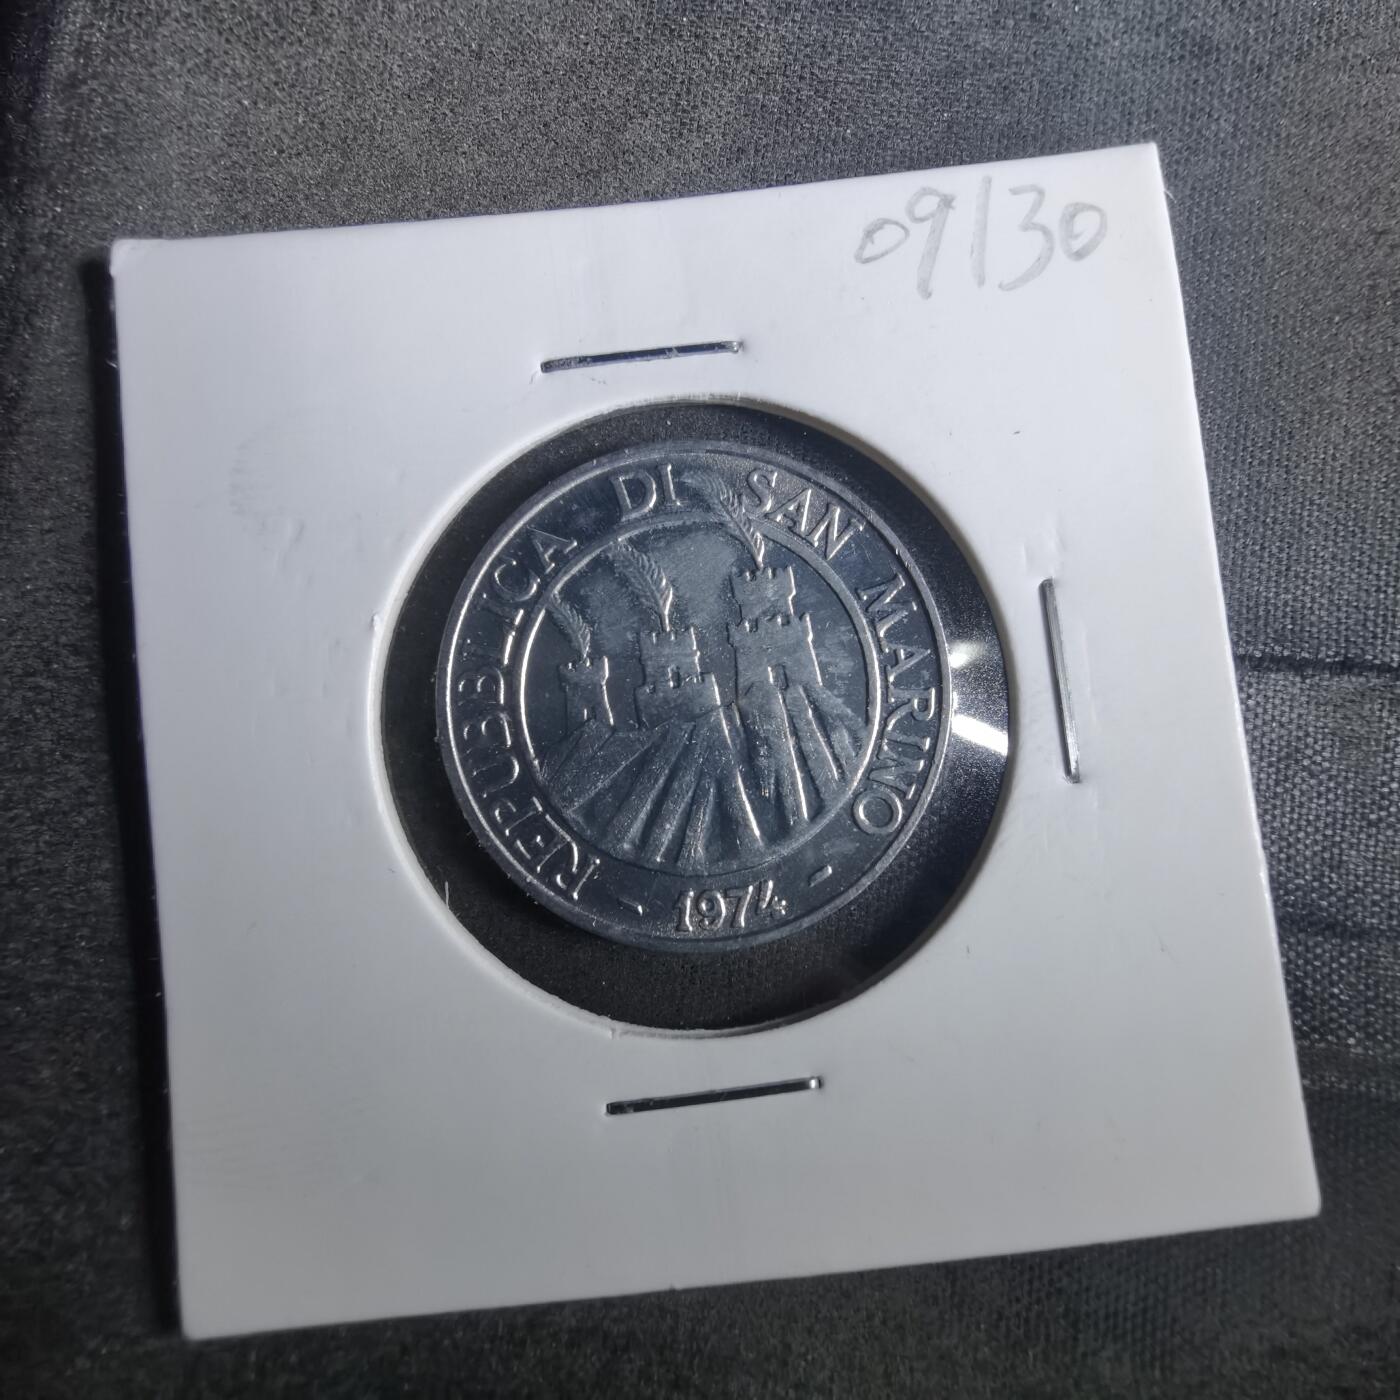 09130
REPUBBLICA DI SAN MARINO
- 1974 -